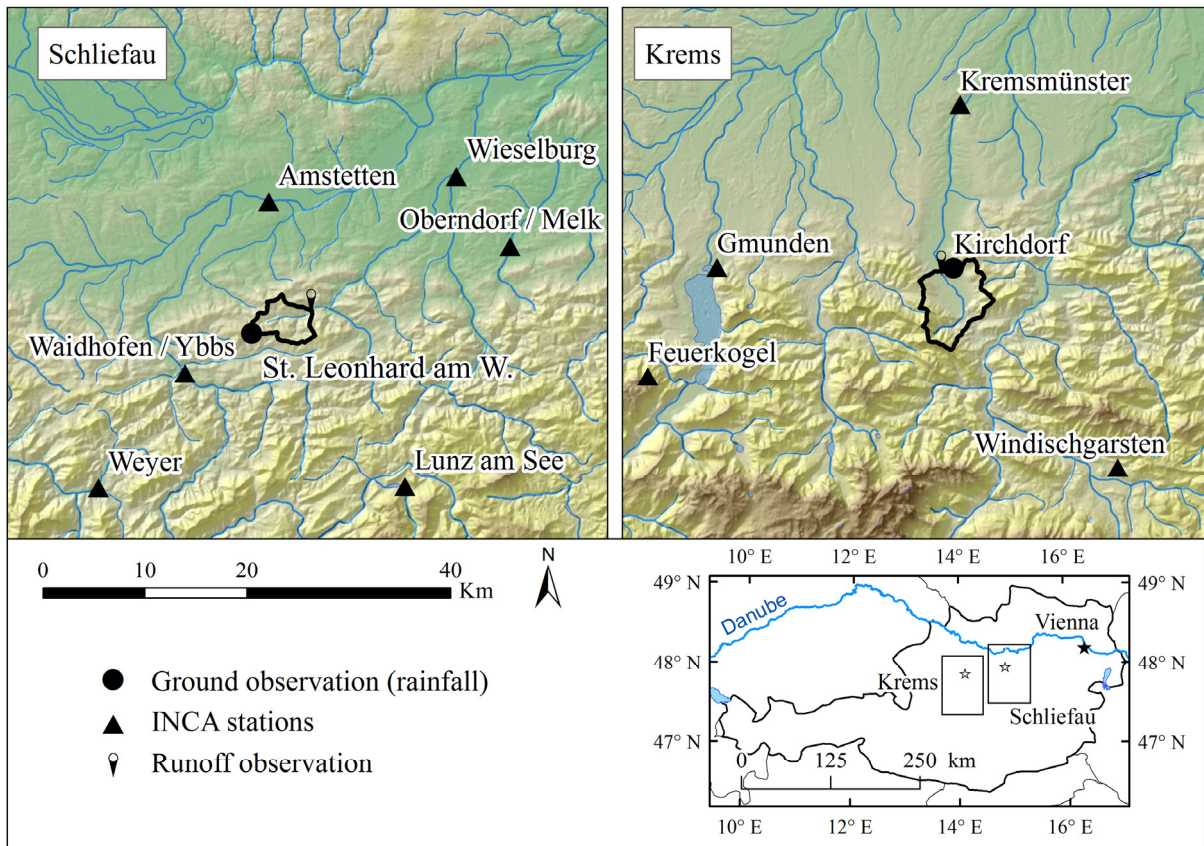 Schliefau
Wieselburg
Amstetten
Oberndorf / Melk
Waidhofen / Ybbs
St. Leonhard am W.
Weyer
Lunz am See
Krems
Kremsmünster
Gmunden
Kirchdorf
Feuerkogel
Windischgarsten
0 10 20 40
Km
N
Ground observation (rainfall)
INCA stations
Runoff observation
10° E 12° E 14° E 16° E
49° N 49° N
Danube
Vienna
48° N 48° N
Krems
Schliefau
47° N 47° N
0 125 250 km
10° E 12° E 14° E 16° E